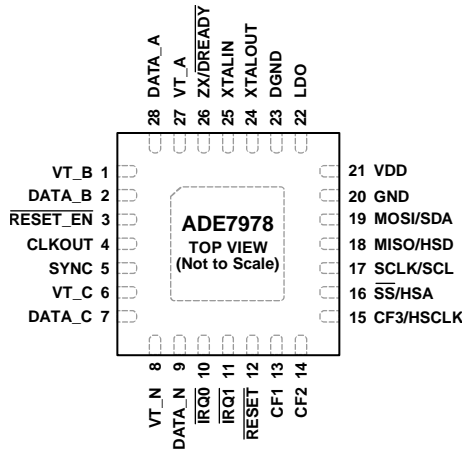 28 DATA_A
27 VT_A
26 ZX/DREADY
25 XTALIN
24 XTALOUT
23 DGND
22 LDO
VT_B 1
DATA_B 2
RESET_EN 3
CLKOUT 4
SYNC 5
VT_C 6
DATA_C 7
ADE7978
TOP VIEW
(Not to Scale)
21 VDD
20 GND
19 MOSI/SDA
18 MISO/HSD
17 SCLK/SCL
16 SS/HSA
15 CF3/HSCLK
VT_N 8
DATA_N 9
IRQ0 10
IRQ1 11
RESET 12
CF1 13
CF2 14